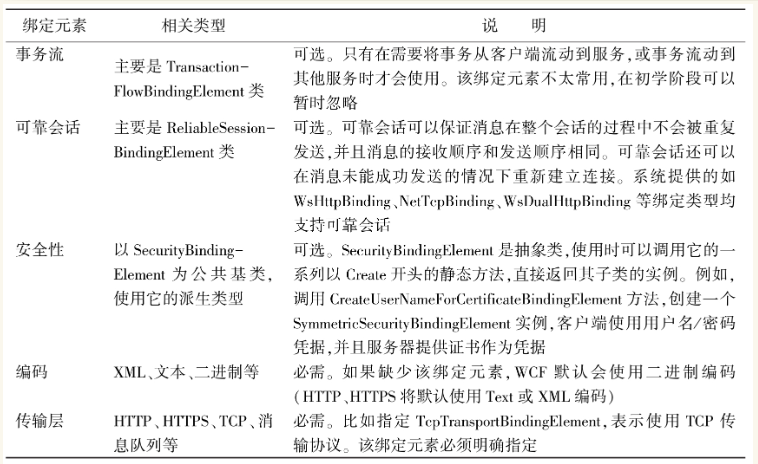 绑定元素 相关类型 说 明
事务流 主要是 Transaction-FlowBindingElement 类 可选。只有在需要将事务从客户端流动到服务,或事务流动到
其他服务时才会使用。该绑定元素不太常用,在初学阶段可以
暂时忽略
可靠会话 主要是 ReliableSession- 可选。可靠会话可以保证消息在整个会话的过程中不会被重复
BindingElement 类 发送,并且消息的接收顺序和发送顺序相同。可靠会话还可以
在消息未能成功发送的情况下重新建立连接。系统提供的如
WsHttpBinding、NetTcpBinding、WsDualHttpBinding 等绑定类型均
支持可靠会话
安全性 以 SecurityBinding- 可选。SecurityBindingElement 是抽象类,使用时可以调用它的一
Element 为公共基类, 系列以 Create 开头的静态方法,直接返回其子类的实例。例如,
使用它的派生类型 调用 CreateUserNameForCertificateBindingElement 方法,创建一个
SymmetricSecurityBindingElement 实例,客户端使用用户名/密码
凭据,并且服务器提供证书作为凭据
编码 XML、文本、二进制等 必需。如果缺少该绑定元素,WCF 默认会使用二进制编码
(HTTP、HTTPS 将默认使用 Text 或 XML 编码)
传输层 HTTP、HTTPS、TCP、消 必需。比如指定 TcpTransportBindingElement,表示使用 TCP 传
息队列等 输协议。该绑定元素必须明确指定